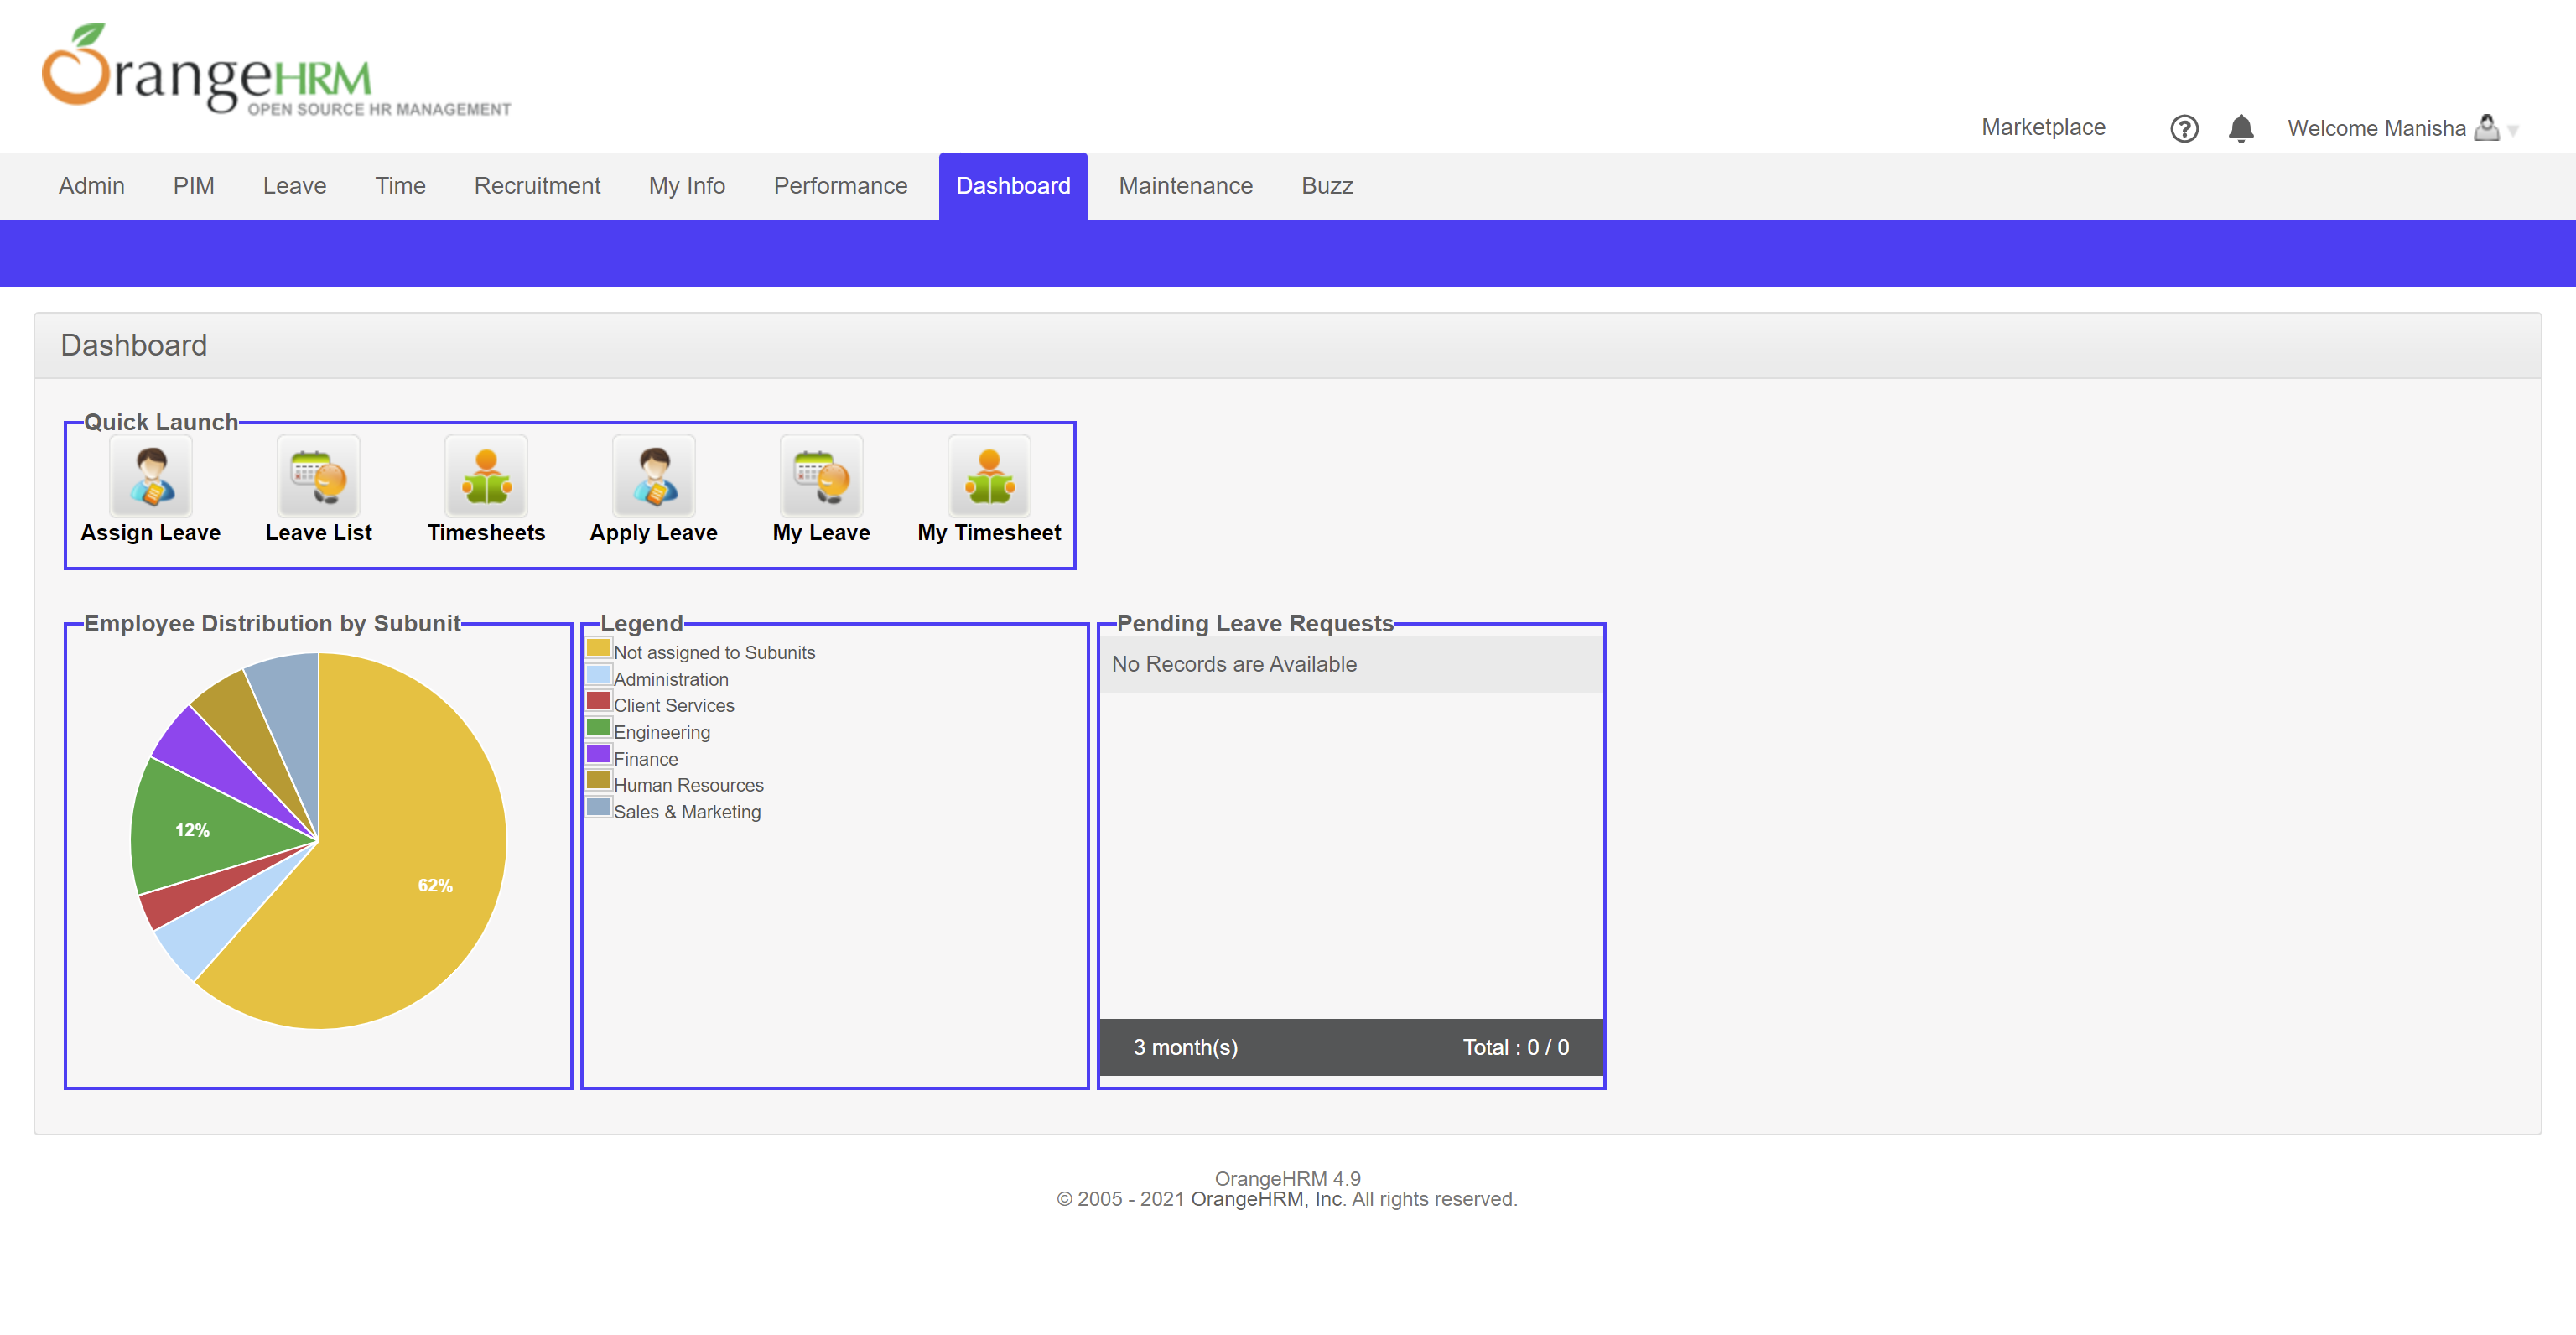 OrangeHRM
OPEN SOURCE HR MANAGEMENT
Marketplace ? Welcome Manisha
Admin PIM Leave Time Recruitment My Info Performance Dashboard Maintenance Buzz
Dashboard
Quick Launch
Assign Leave Leave List Timesheets Apply Leave My Leave My Timesheet
Employee Distribution by Subunit
12%
62%
Legend
Not assigned to Subunits
Administration
Client Services
Engineering
Finance
Human Resources
Sales & Marketing
Pending Leave Requests
No Records are Available
3 month(s) Total : 0 / 0
OrangeHRM 4.9
© 2005 - 2021 OrangeHRM, Inc. All rights reserved.